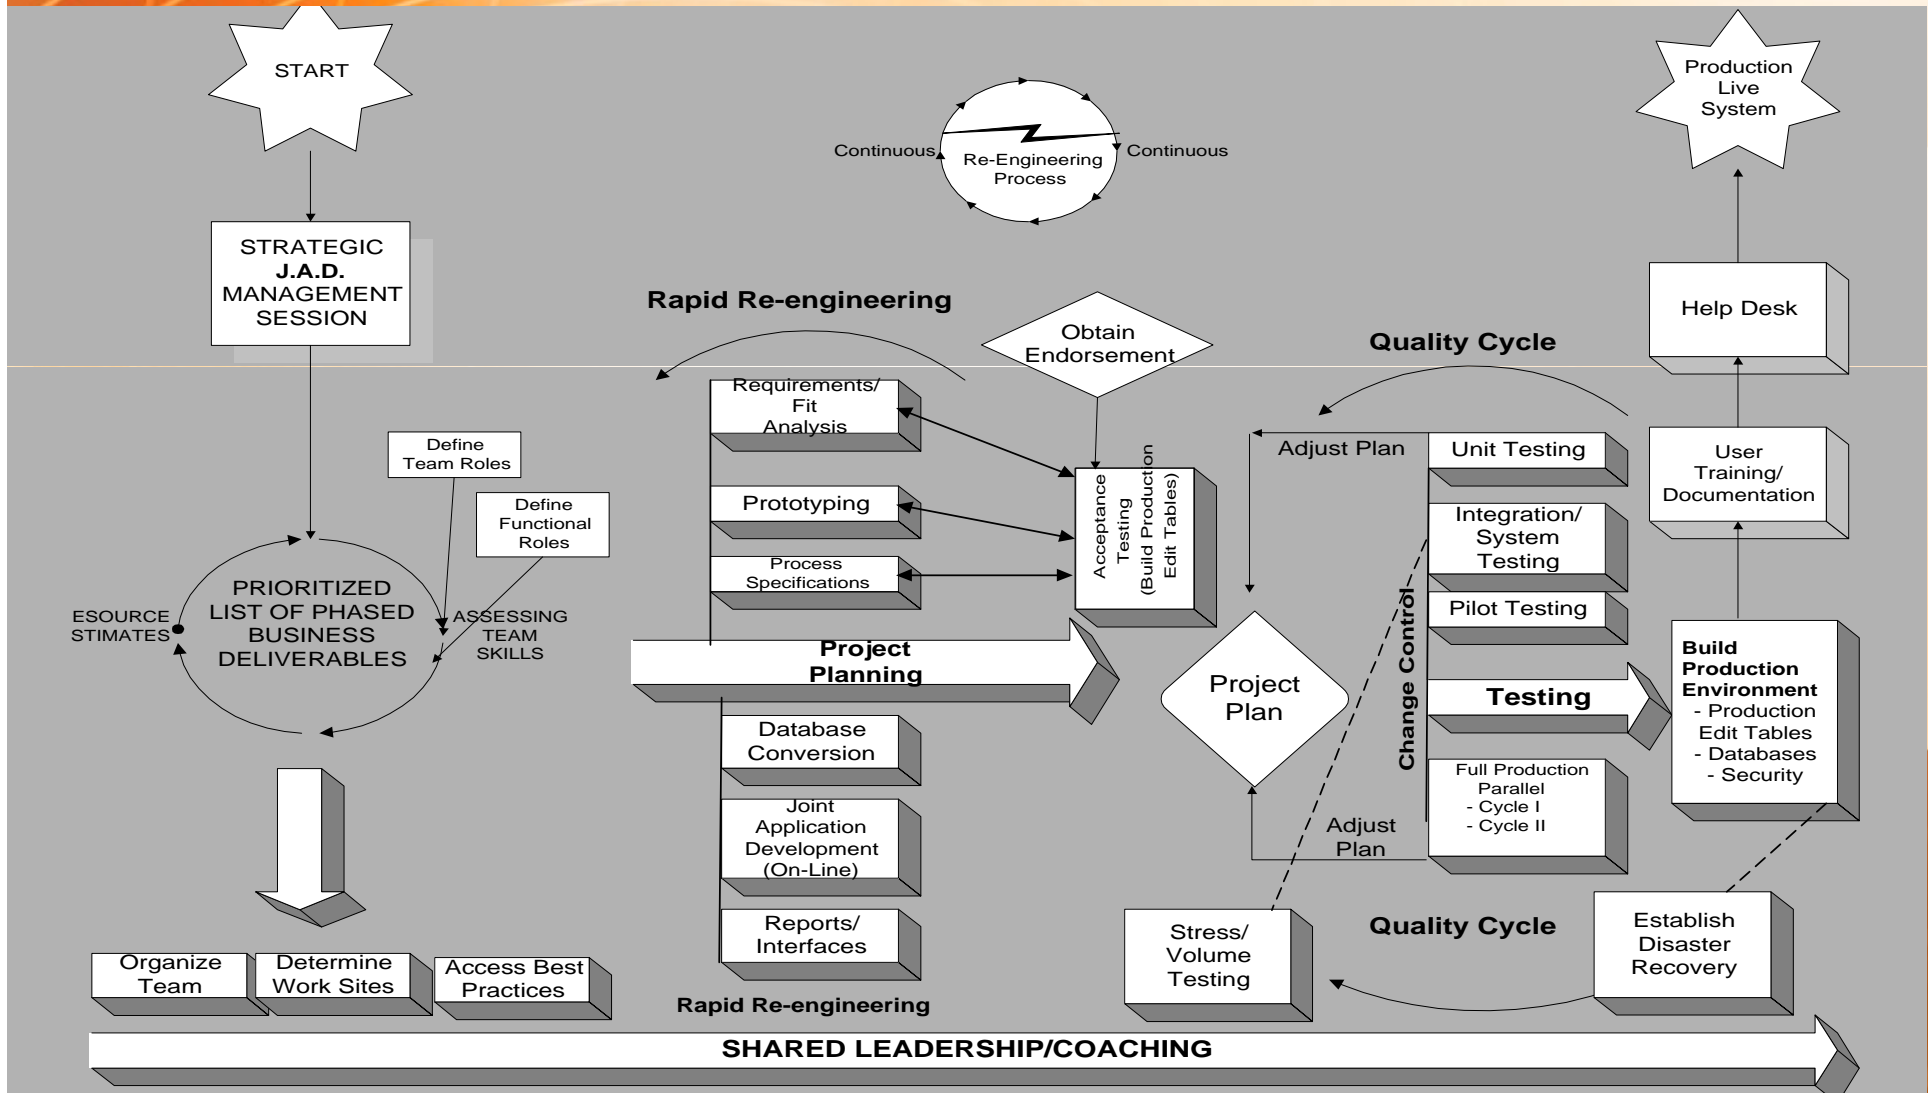 START
STRATEGIC
J.A.D.
MANAGEMENT
SESSION
Define
Team Roles
Define
Functional
Roles
PRIORITIZED
LIST OF PHASED
BUSINESS
DELIVERABLES
ESOURCE
STIMATES
ASSESSING
TEAM
SKILLS
Organize
Team
Determine
Work Sites
Access Best
Practices
Continuous
Re-Engineering
Process
Continuous
Rapid Re-engineering
Obtain
Endorsement
Requirements/
Fit
Analysis
Prototyping
Process
Specifications
Acceptance
Testing
(Build Production
Edit Tables)
Project
Planning
Database
Conversion
Joint
Application
Development
(On-Line)
Reports/
Interfaces
Rapid Re-engineering
Quality Cycle
Adjust Plan
Project
Plan
Adjust
Plan
Change Control
Unit Testing
Integration/
System
Testing
Pilot Testing
Testing
Full Production
Parallel
- Cycle I
- Cycle II
Stress/
Volume
Testing
Quality Cycle
Establish
Disaster
Recovery
Build
Production
Environment
- Production
Edit Tables
- Databases
- Security
User
Training/
Documentation
Help Desk
Production
Live
System
SHARED LEADERSHIP/COACHING